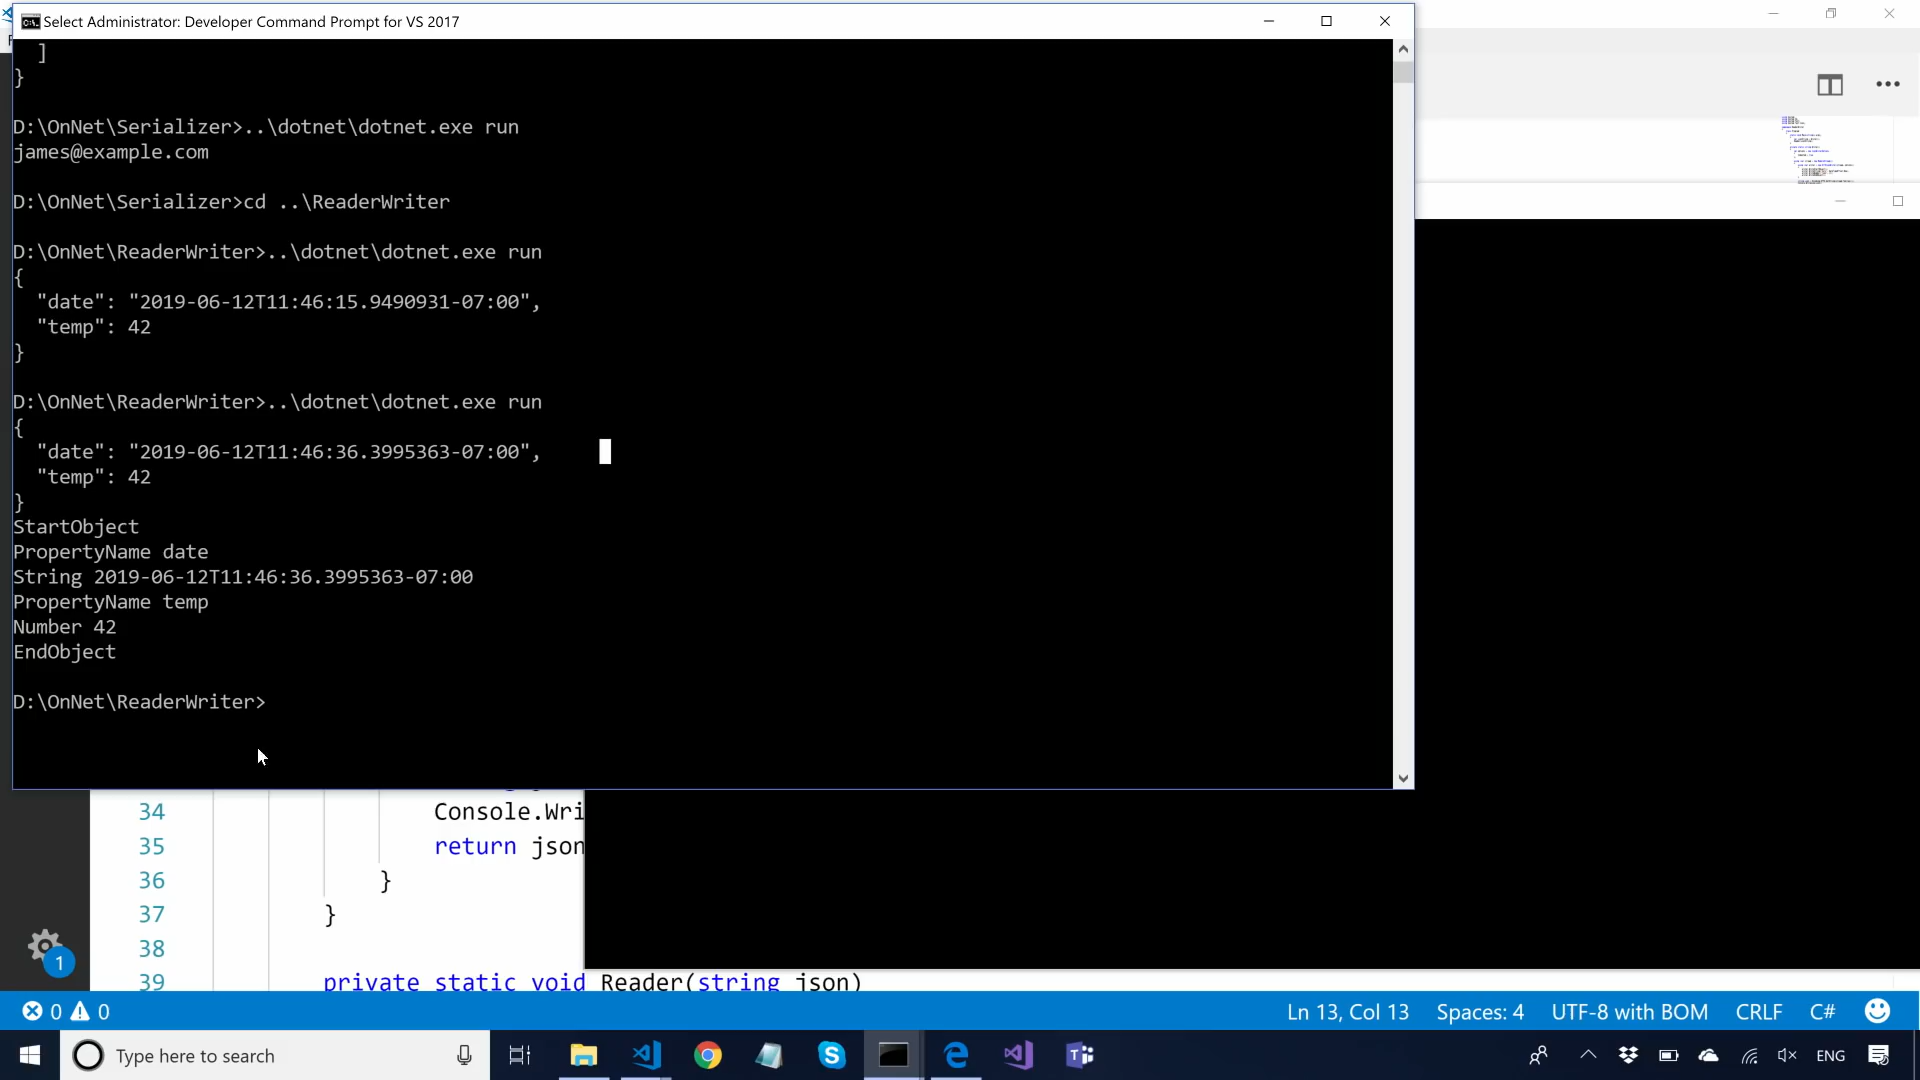 Select Administrator: Developer Command Prompt for VS 2017
]
}
D:\OnNet\Serializer>..\dotnet\dotnet.exe run
james@example.com
D:\OnNet\Serializer>cd ..\ReaderWriter
D:\OnNet\ReaderWriter>..\dotnet\dotnet.exe run
{
"date": "2019-06-12T11:46:15.9490931-07:00",
"temp": 42
}
D:\OnNet\ReaderWriter>..\dotnet\dotnet.exe run
{
"date": "2019-06-12T11:46:36.3995363-07:00",
"temp": 42
}
StartObject
PropertyName date
String 2019-06-12T11:46:36.3995363-07:00
PropertyName temp
Number 42
EndObject
D:\OnNet\ReaderWriter>
34 Console.Wri
35 return json
36 }
37 }
38
39 private static void Reader(string json)
1
0 0 Ln 13, Col 13 Spaces: 4 UTF-8 with BOM CRLF C#
Type here to search ENG